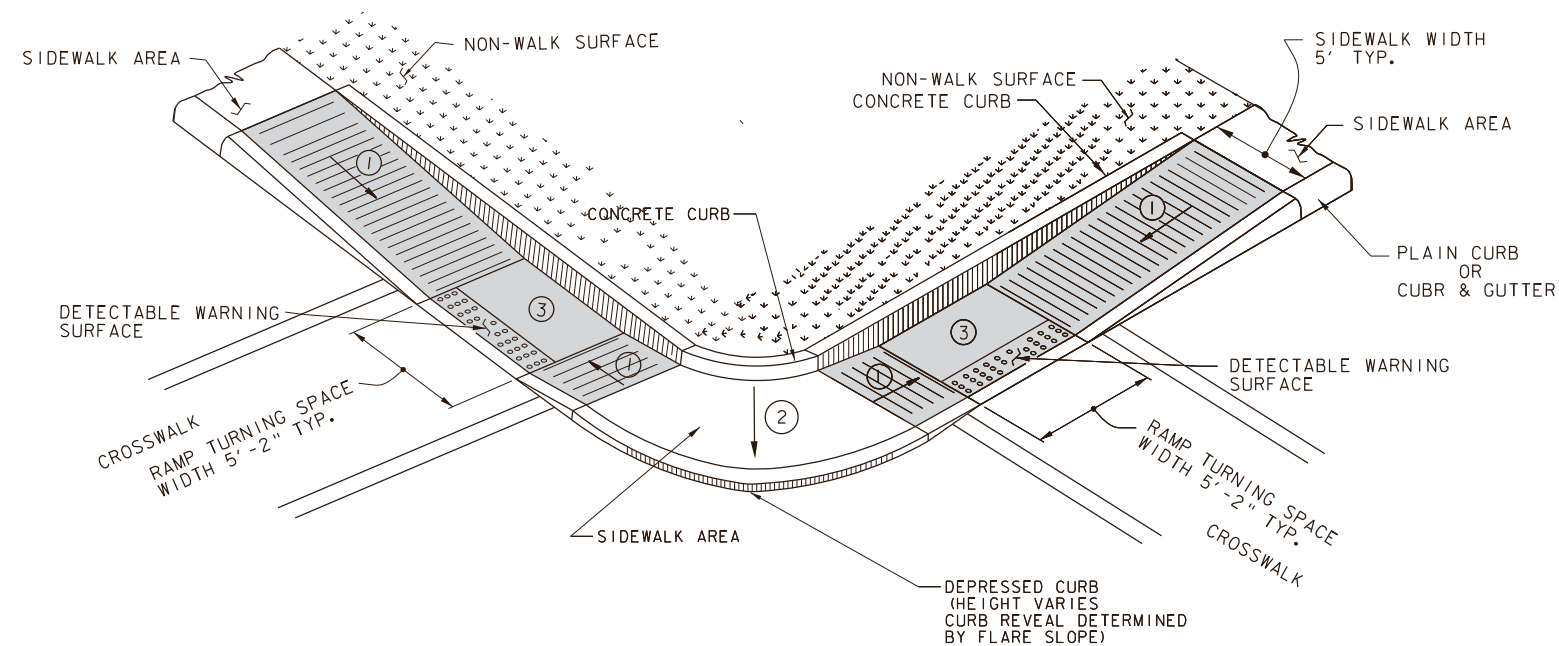 NON-WALK SURFACE
SIDEWALK AREA
SIDEWALK WIDTH
5' TYP.
NON-WALK SURFACE
CONCRETE CURB
SIDEWALK AREA
1
1
CONCRETE CURB
PLAIN CURB
OR
CUBR & GUTTER
DETECTABLE WARNING
SURFACE
3
3
1
1
DETECTABLE WARNING
SURFACE
2
CROSSWALK
RAMP TURNING SPACE
WIDTH 5'-2" TYP.
RAMP TURNING SPACE
WIDTH 5'-2" TYP.
CROSSWALK
SIDEWALK AREA
DEPRESSED CURB
(HEIGHT VARIES
CURB REVEAL DETERMINED
BY FLARE SLOPE)